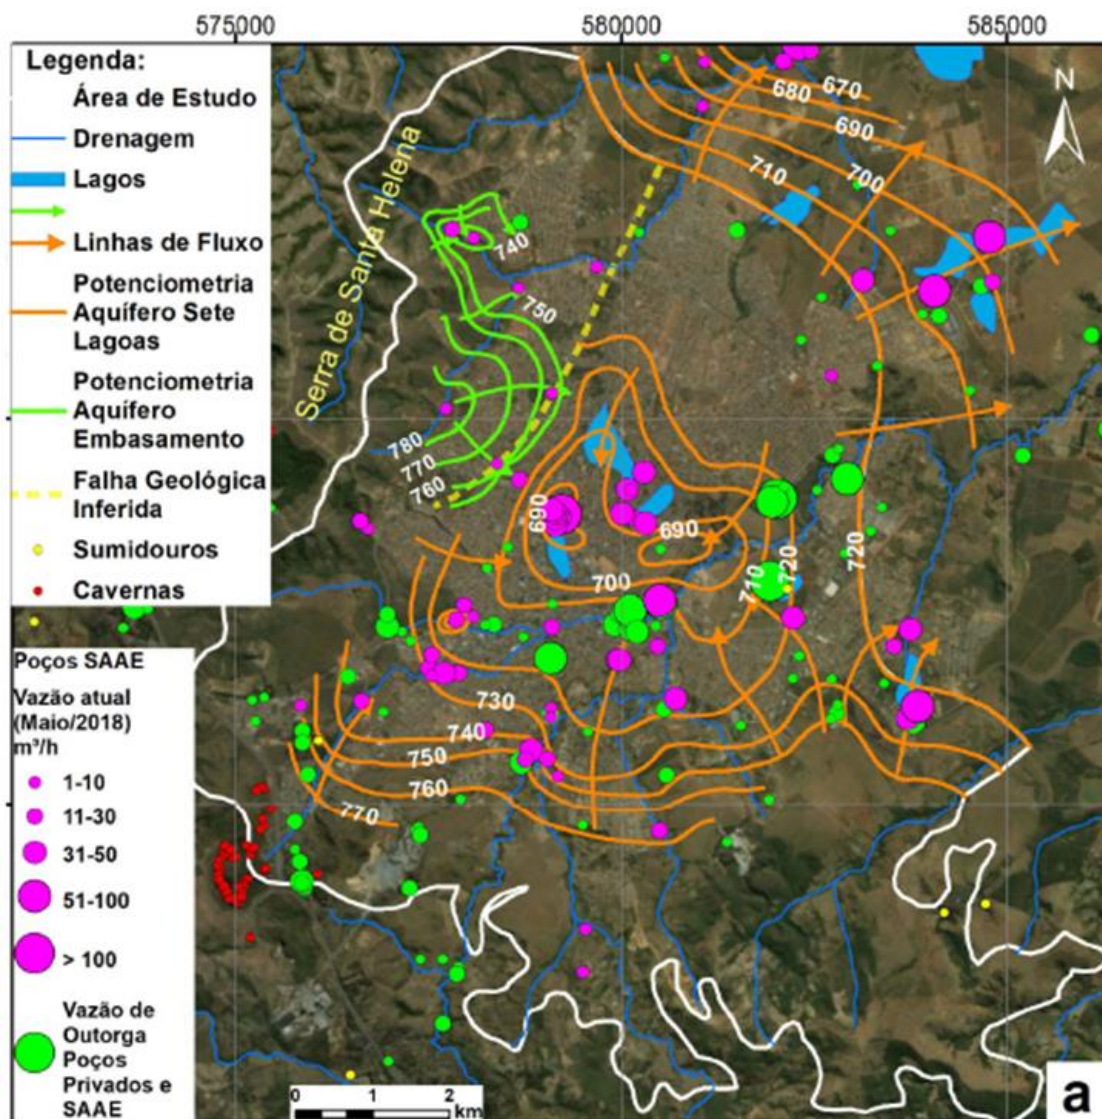 575000 580000 585000
Legenda:
Área de Estudo
Drenagem
Lagos
Linhas de Fluxo
Potenciometria
Aquífero Sete
Lagoas
Potenciometria
Aquífero
Embasamento
Falha Geológica
Inferida
Sumidouros
Cavernas
Poços SAAE
Vazão atual
(Maio/2018)
m³/h
1-10
11-30
31-50
51-100
> 100
Vazão de
Outorga
Poços
Privados e
SAAE
N
Serra de Santa Helena
670
680
690
700
710
740
750
780
770
760
690
690
700
710
720
720
730
740
750
760
770
0 1 2
km
a